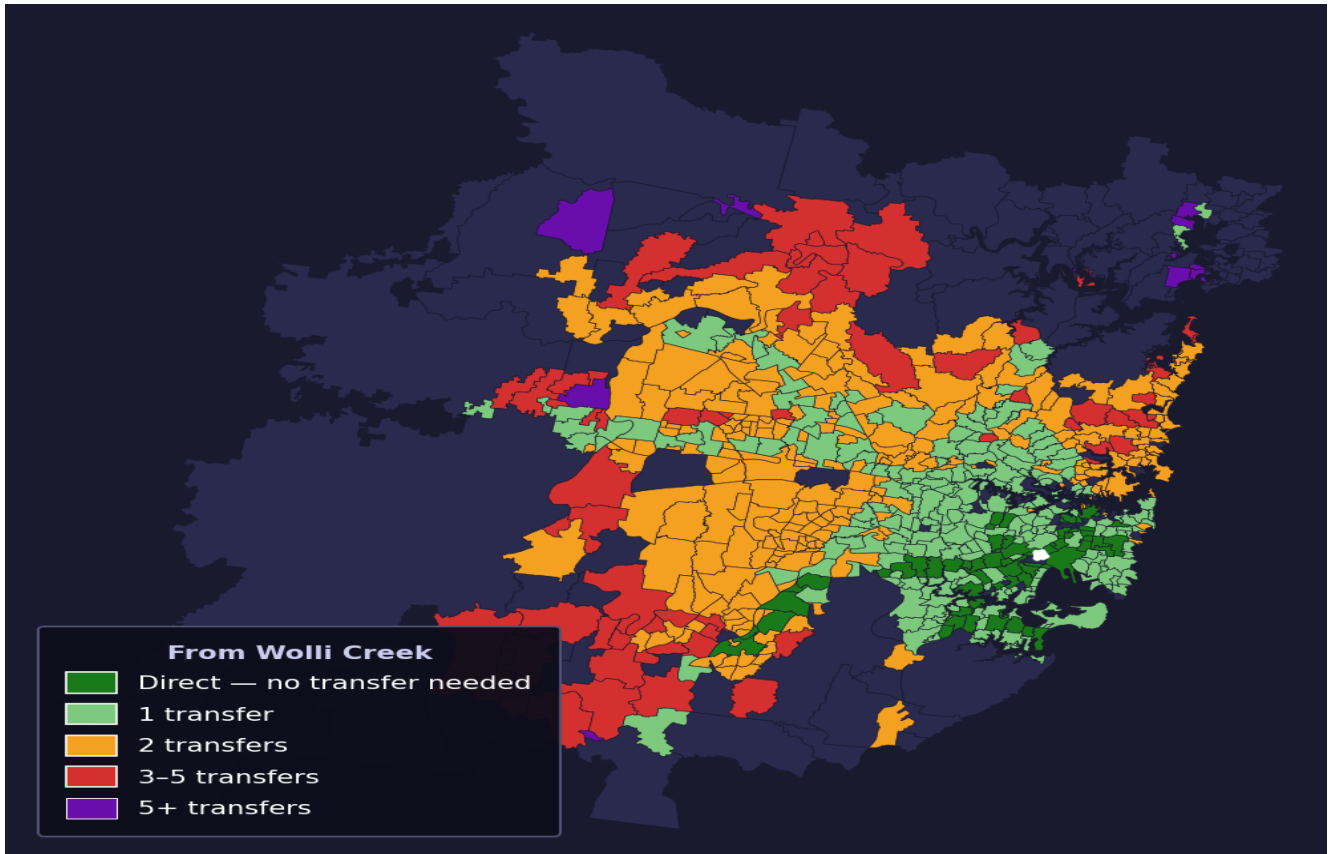 From Wolli Creek
Direct — no transfer needed
1 transfer
2 transfers
3–5 transfers
5+ transfers